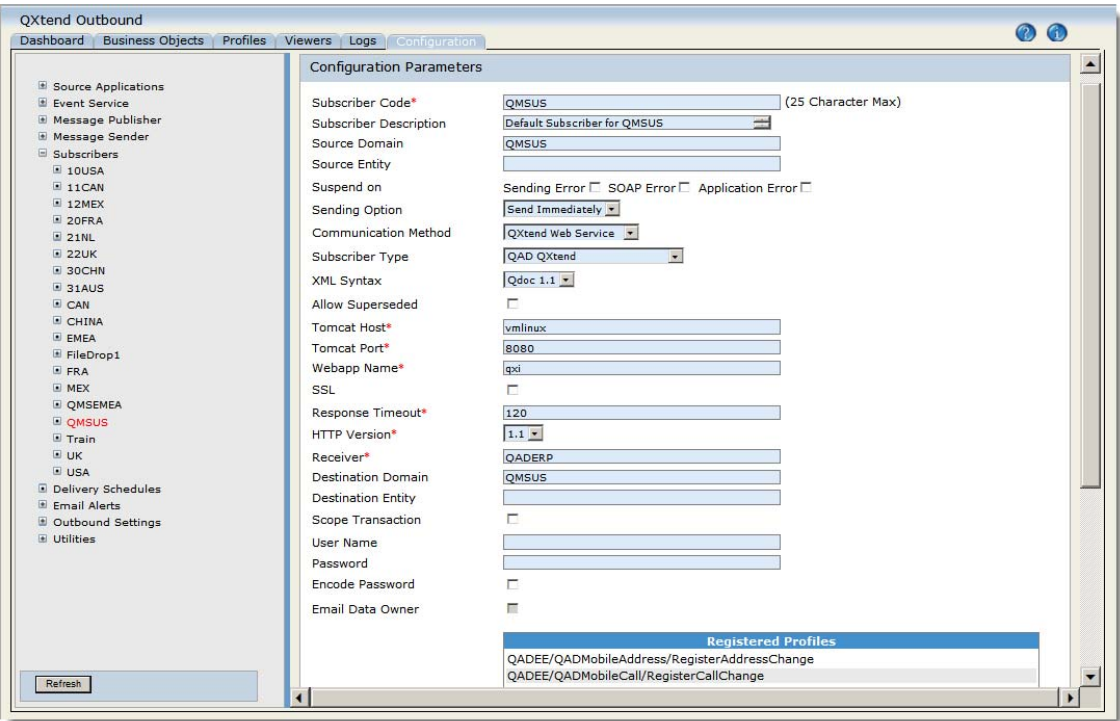 QXtend Outbound
Dashboard Business Objects Profiles Viewers Logs Configuration
Source Applications
Event Service
Message Publisher
Message Sender
Subscribers
10USA
11CAN
12MEX
20FRA
21NL
22UK
30CHN
31AUS
CAN
CHINA
EMEA
FileDrop1
FRA
MEX
QMSEMEA
QMSUS
Train
UK
USA
Delivery Schedules
Email Alerts
Outbound Settings
Utilities
Refresh
Configuration Parameters
Subscriber Code* QMSUS (25 Character Max)
Subscriber Description Default Subscriber for QMSUS
Source Domain QMSUS
Source Entity
Suspend on Sending Error SOAP Error Application Error
Sending Option Send Immediately
Communication Method QXtend Web Service
Subscriber Type QAD QXtend
XML Syntax Qdoc 1.1
Allow Superseded
Tomcat Host* vmlinux
Tomcat Port* 8080
Webapp Name* qxi
SSL
Response Timeout* 120
HTTP Version* 1.1
Receiver* QADERP
Destination Domain QMSUS
Destination Entity
Scope Transaction
User Name
Password
Encode Password
Email Data Owner
Registered Profiles
QADEE/QADMobileAddress/RegisterAddressChange
QADEE/QADMobileCall/RegisterCallChange